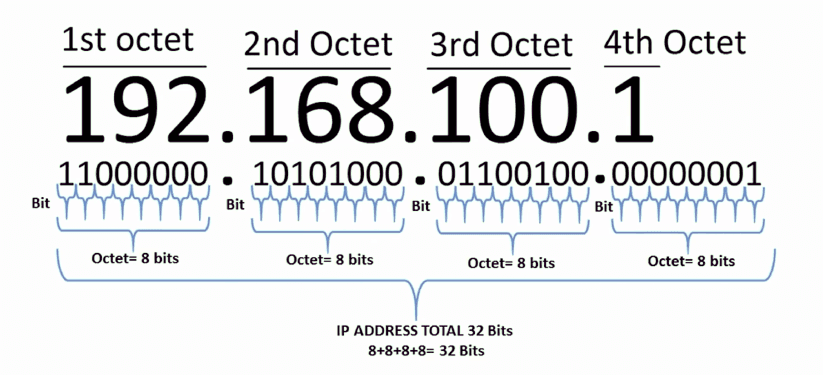 1st octet 2nd Octet 3rd Octet 4th Octet
192.168.100.1
11000000 . 10101000 . 01100100 . 00000001
Bit Bit Bit Bit
Octet= 8 bits Octet= 8 bits Octet= 8 bits Octet= 8 bits
IP ADDRESS TOTAL 32 Bits
8+8+8+8= 32 Bits